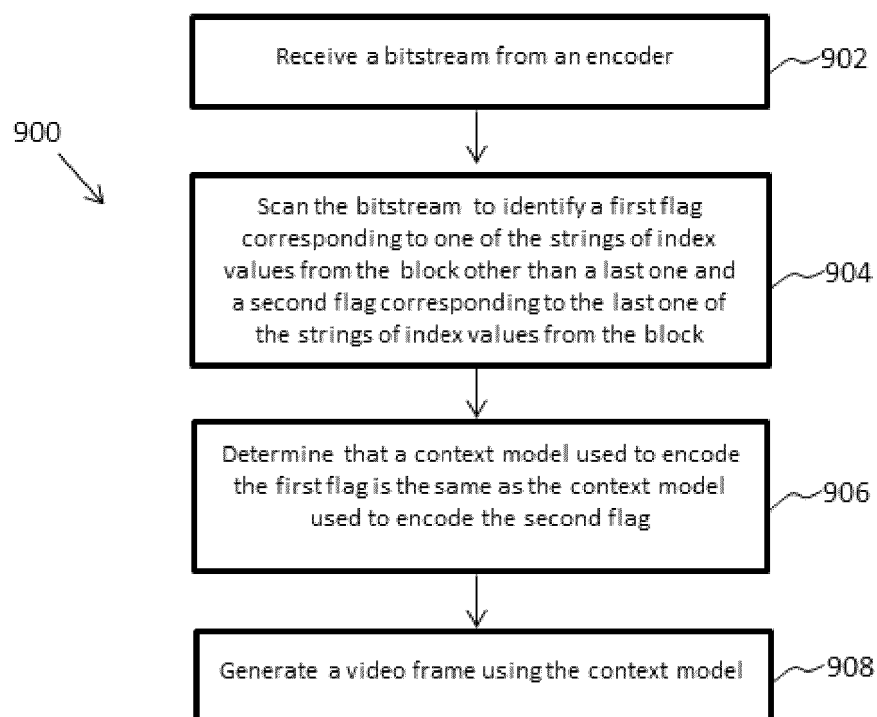 Receive a bitstream from an encoder
902
900
Scan the bitstream to identify a first flag
corresponding to one of the strings of index
values from the block other than a last one and
a second flag corresponding to the last one of
the strings of index values from the block
904
Determine that a context model used to encode
the first flag is the same as the context model
used to encode the second flag
906
Generate a video frame using the context model
908